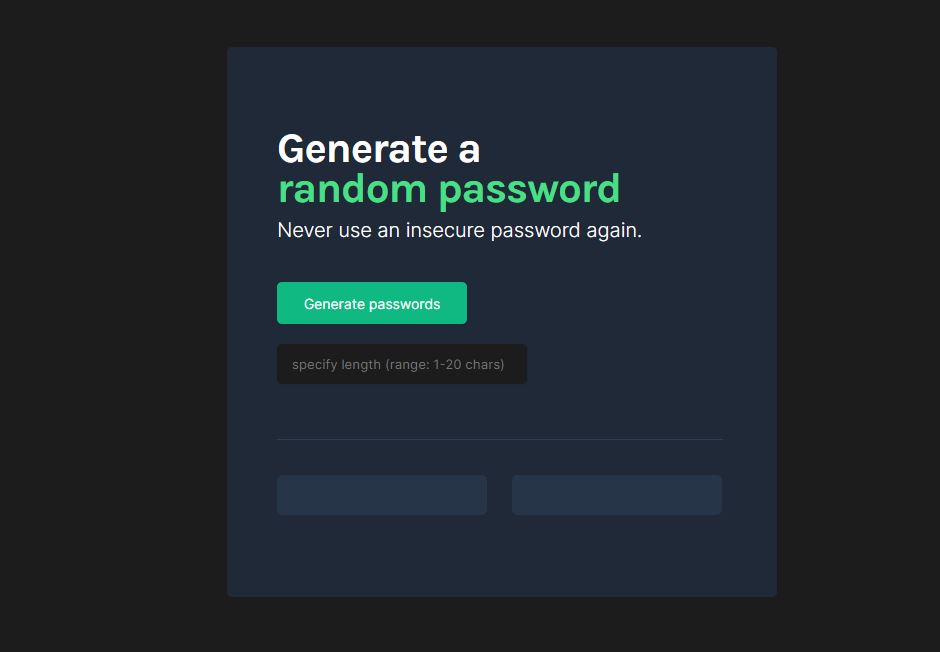 Generate a
random password
Never use an insecure password again.
Generate passwords
specify length (range: 1-20 chars)